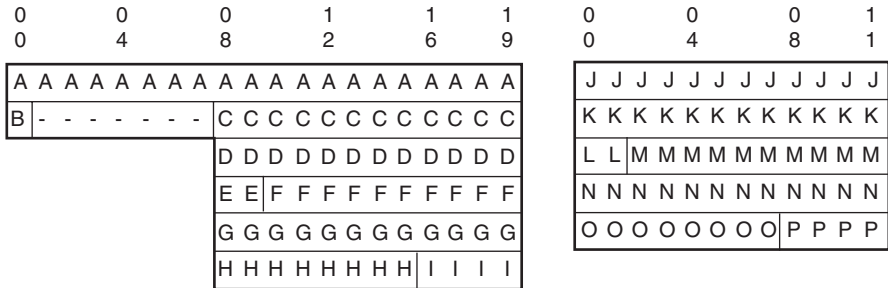 0 0 0 1 1 1
0 4 8 2 6 9
A A A A A A A A A A A A A A A A A A A A
B - - - - - - - C C C C C C C C C C C C
D D D D D D D D D D D D
E E F F F F F F F F F F
G G G G G G G G G G G G
H H H H H H H H I I I I
0 0 0 1
0 4 8 1
J J J J J J J J J J J J
K K K K K K K K K K K K
L L M M M M M M M M M M
N N N N N N N N N N N N
O O O O O O O O P P P P